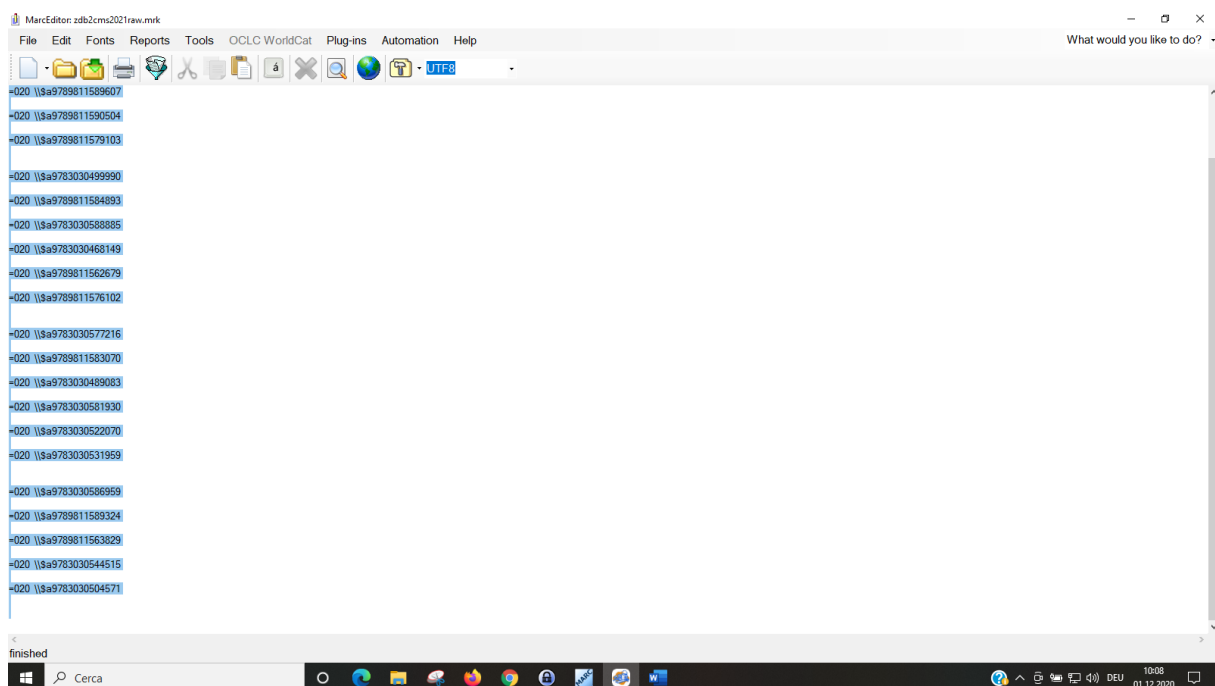 MarcEditor: zdb2cms2021raw.mrk
File Edit Fonts Reports Tools OCLC WorldCat Plug-ins Automation Help What would you like to do?
á UTF8
=020 \\$a9789811589607
=020 \\$a9789811590504
=020 \\$a9789811579103
=020 \\$a9783030499990
=020 \\$a9789811584893
=020 \\$a9783030588885
=020 \\$a9783030468149
=020 \\$a9789811562679
=020 \\$a9789811576102
=020 \\$a9783030577216
=020 \\$a9789811583070
=020 \\$a9783030489083
=020 \\$a9783030581930
=020 \\$a9783030522070
=020 \\$a9783030531959
=020 \\$a9783030586959
=020 \\$a9789811589324
=020 \\$a9789811563829
=020 \\$a9783030544515
=020 \\$a9783030504571
finished
Cerca MARC DEU 10:08
01.12.2020